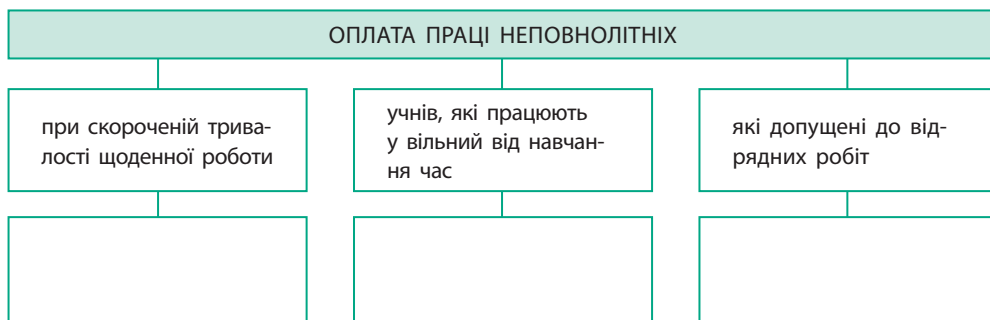 ОПЛАТА ПРАЦІ НЕПОВНОЛІТНІХ
при скороченій трива-
лості щоденної роботи
учнів, які працюють
у вільний від навчан-
ня час
які допущені до від-
рядних робіт